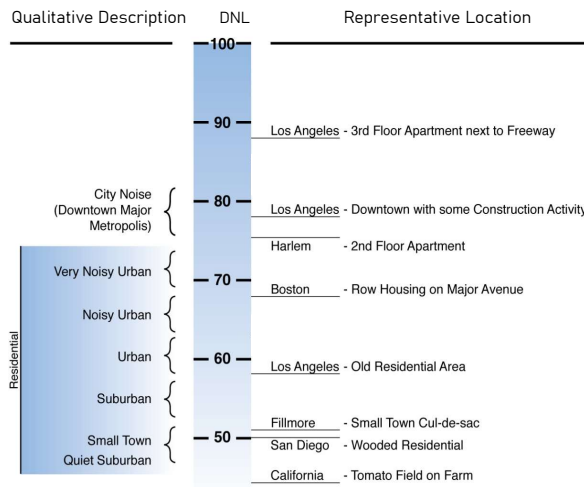 Qualitative Description DNL Representative Location
100
90
Los Angeles - 3rd Floor Apartment next to Freeway
City Noise
(Downtown Major
Metropolis)
80
Los Angeles - Downtown with some Construction Activity
Harlem - 2nd Floor Apartment
Residential
Very Noisy Urban
70
Boston - Row Housing on Major Avenue
Noisy Urban
Urban
60
Los Angeles - Old Residential Area
Suburban
Fillmore - Small Town Cul-de-sac
Small Town
50
San Diego - Wooded Residential
Quiet Suburban
California - Tomato Field on Farm